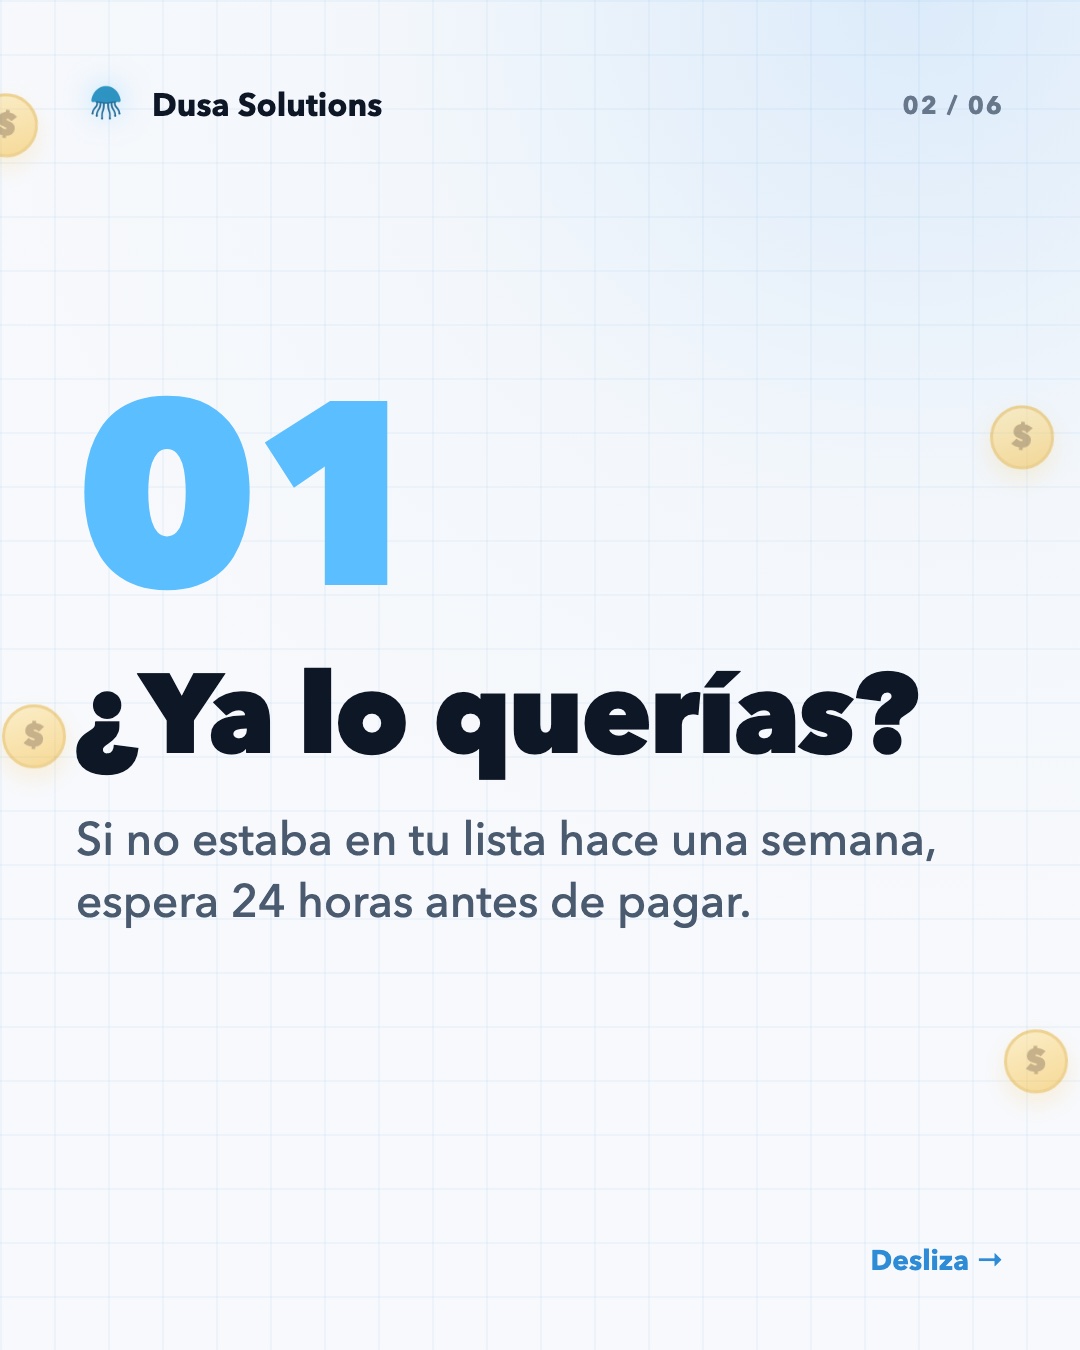 Dusa Solutions
02 / 06
$
$
01
¿Ya lo querías?
$
Si no estaba en tu lista hace una semana,
espera 24 horas antes de pagar.
$
Desliza →